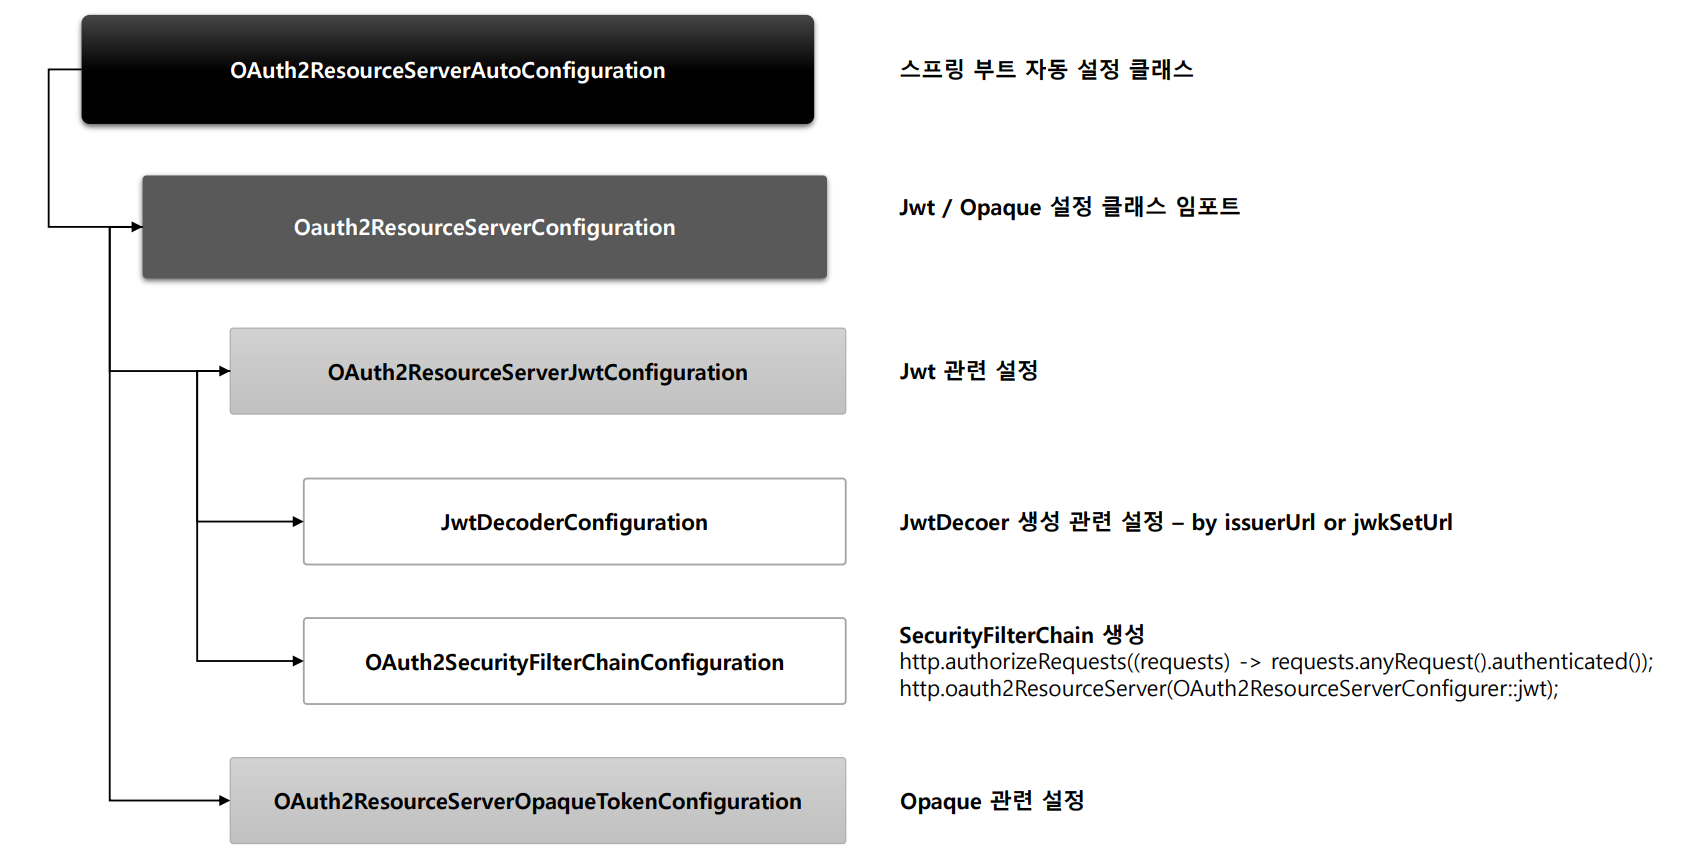 OAuth2ResourceServerAutoConfiguration
스프링 부트 자동 설정 클래스
Oauth2ResourceServerConfiguration
Jwt / Opaque 설정 클래스 임포트
OAuth2ResourceServerJwtConfiguration
Jwt 관련 설정
JwtDecoderConfiguration
JwtDecoer 생성 관련 설정 – by issuerUrl or jwkSetUrl
OAuth2SecurityFilterChainConfiguration
SecurityFilterChain 생성
http.authorizeRequests((requests) -> requests.anyRequest().authenticated());
http.oauth2ResourceServer(OAuth2ResourceServerConfigurer::jwt);
OAuth2ResourceServerOpaqueTokenConfiguration
Opaque 관련 설정